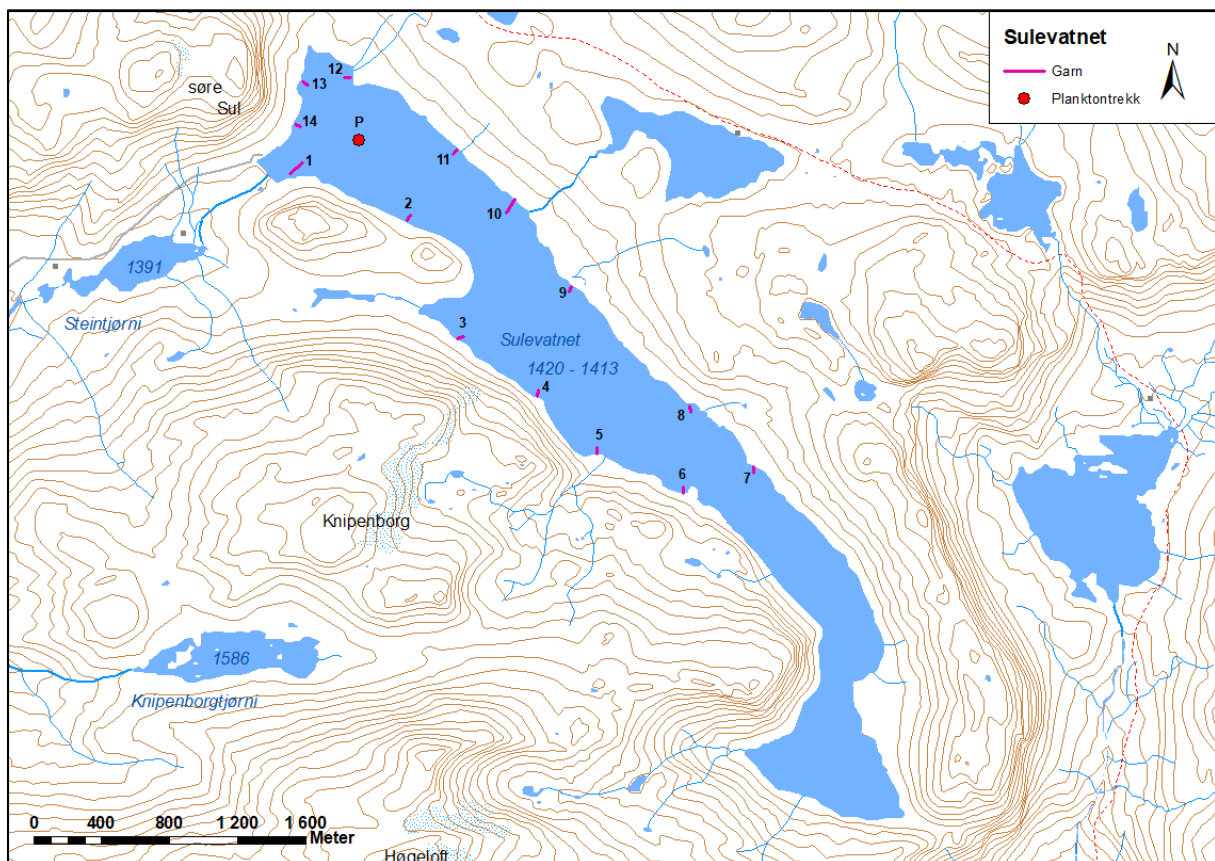 Sulevatnet
N
Garn
Planktontrekk
søre
Sul
12
13
14
P
1
11
2
10
1391
Steintjørni
9
3
Sulevatnet
1420 - 1413
4
8
5
6
7
Knipenborg
1586
Knipenborgtjørni
0 400 800 1 200 1 600
Meter
Høgeloft